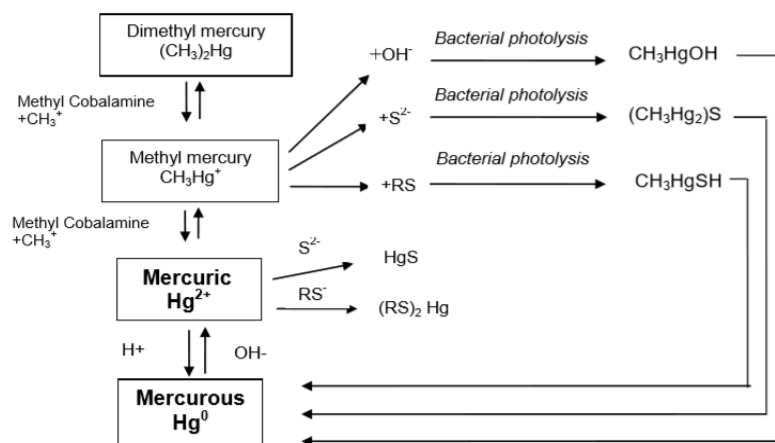 Dimethyl mercury
(CH₃)₂Hg
Methyl Cobalamine
+CH₃⁺
Methyl mercury
CH₃Hg⁺
+OH⁻ Bacterial photolysis CH₃HgOH
+S²⁻ Bacterial photolysis (CH₃Hg₂)S
+RS Bacterial photolysis CH₃HgSH
Methyl Cobalamine
+CH₃⁺
Mercuric
Hg²⁺
S²⁻ HgS
RS⁻ (RS)₂ Hg
H+ OH-
Mercurous
Hg⁰